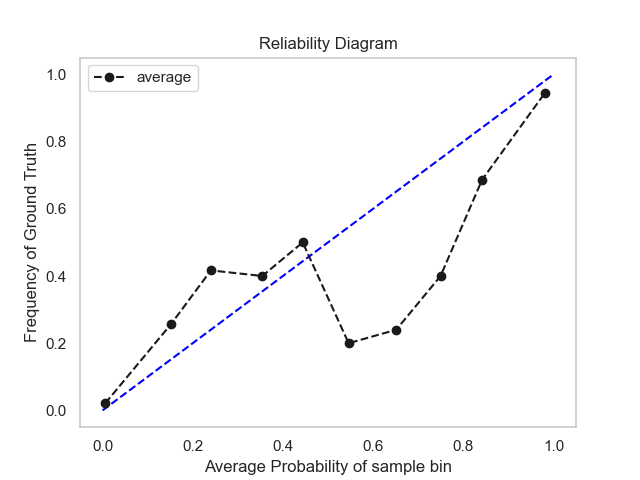 Reliability Diagram
average
Frequency of Ground Truth
1.0
0.8
0.6
0.4
0.2
0.0
0.0 0.2 0.4 0.6 0.8 1.0
Average Probability of sample bin